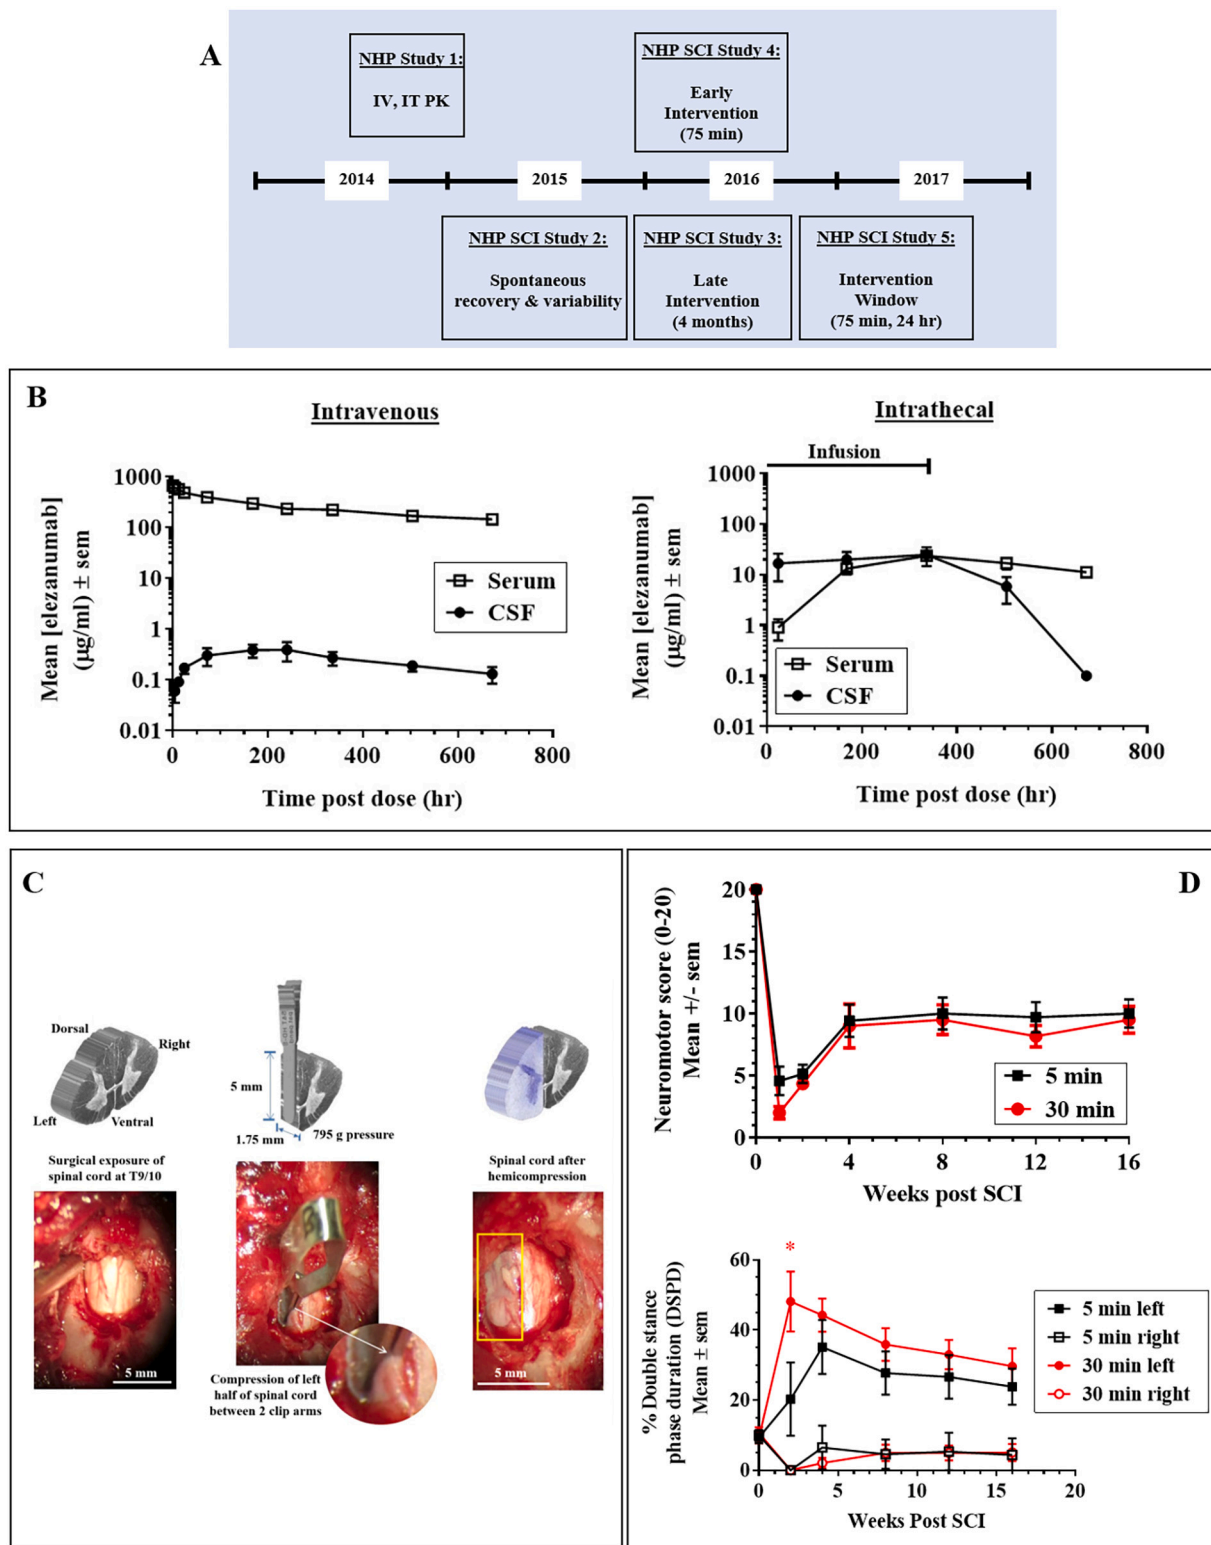 A
NHP Study 1:
IV, IT PK
NHP SCI Study 4:
Early
Intervention
(75 min)
2014
2015
2016
2017
NHP SCI Study 2:
Spontaneous
recovery & variability
NHP SCI Study 3:
Late
Intervention
(4 months)
NHP SCI Study 5:
Intervention
Window
(75 min, 24 hr)
B
Intravenous
Mean [elezanumab]
(µg/ml) ± sem
1000
100
10
1
0.1
0.01
Serum
CSF
0
200
400
600
800
Time post dose (hr)
Intrathecal
Infusion
Mean [elezanumab]
(µg/ml) ± sem
1000
100
10
1
0.1
0.01
Serum
CSF
0
200
400
600
800
Time post dose (hr)
C
Dorsal
Right
Left
Ventral
5 mm
1.75 mm
795 g pressure
Surgical exposure of
spinal cord at T9/10
5 mm
Compression of left
half of spinal cord
between 2 clip arms
Spinal cord after
hemicompression
5 mm
D
Neuromotor score (0-20)
Mean +/- sem
20
15
10
5
0
5 min
30 min
0
4
8
12
16
Weeks post SCI
% Double stance
phase duration (DSPD)
Mean ± sem
60
40
20
0
*
5 min left
5 min right
30 min left
30 min right
0
5
10
15
20
Weeks Post SCI